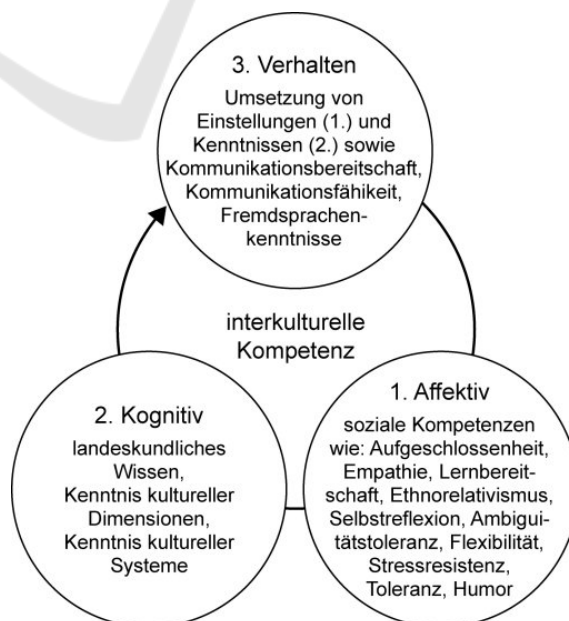 3. Verhalten
Umsetzung von
Einstellungen (1.) und
Kenntnissen (2.) sowie
Kommunikationsbereitschaft,
Kommunikationsfähikeit,
Fremdsprachen-
kenntnisse
interkulturelle
Kompetenz
2. Kognitiv
landeskundliches
Wissen,
Kenntnis kultureller
Dimensionen,
Kenntnis kultureller
Systeme
1. Affektiv
soziale Kompetenzen
wie: Aufgeschlossenheit,
Empathie, Lernbereit-
schaft, Ethnorelativismus,
Selbstreflexion, Ambigui-
tätstoleranz, Flexibilität,
Stressresistenz,
Toleranz, Humor